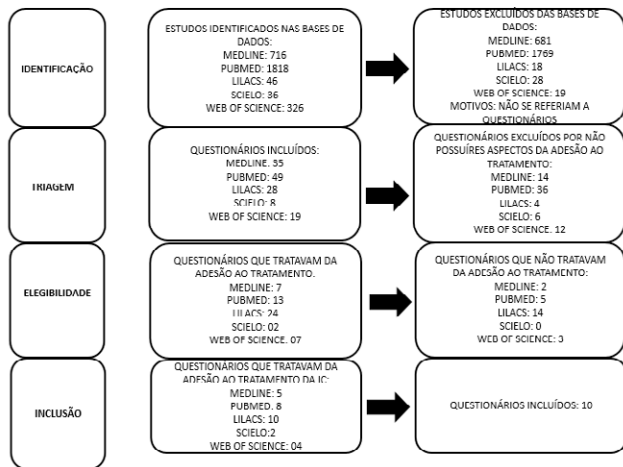 IDENTIFICAÇÃO
ESTUDOS IDENTIFICADOS NAS BASES DE
DADOS:
MEDLINE: 716
PUBMED: 1818
LILACS: 46
SCIELO: 36
WEB OF SCIENCE: 326
ESTUDOS EXCLUÍDOS DAS BASES DE
DADOS:
MEDLINE: 681
PUBMED: 1769
LILACS: 18
SCIELO: 28
WEB OF SCIENCE: 19
MOTIVOS: NÃO SE REFERIAM A
QUESTIONÁRIOS
TRIAGEM
QUESTIONÁRIOS INCLUÍDOS:
MEDLINE. 35
PUBMED: 49
LILACS: 28
SCIELO: 8
WEB OF SCIENCE: 19
QUESTIONÁRIOS EXCLUÍDOS POR NÃO
POSSUÍRES ASPECTOS DA ADESÃO AO
TRATAMENTO:
MEDLINE: 14
PUBMED: 36
LILACS: 4
SCIELO: 6
WEB OF SCIENCE. 12
ELEGIBILIDADE
QUESTIONÁRIOS QUE TRATAVAM DA
ADESÃO AO TRATAMENTO.
MEDLINE: 7
PUBMED: 13
LILACS: 24
SCIELO: 02
WEB OF SCIENCE. 07
QUESTIONÁRIOS QUE NÃO TRATAVAM
DA ADESÃO AO TRATAMENTO:
MEDLINE: 2
PUBMED: 5
LILACS: 14
SCIELO: 0
WEB OF SCIENCE: 3
INCLUSÃO
QUESTIONÁRIOS QUE TRATAVAM DA
ADESÃO AO TRATAMENTO DA IC:
MEDLINE: 5
PUBMED. 8
LILACS: 10
SCIELO:2
WEB OF SCIENCE: 04
QUESTIONÁRIOS INCLUÍDOS: 10